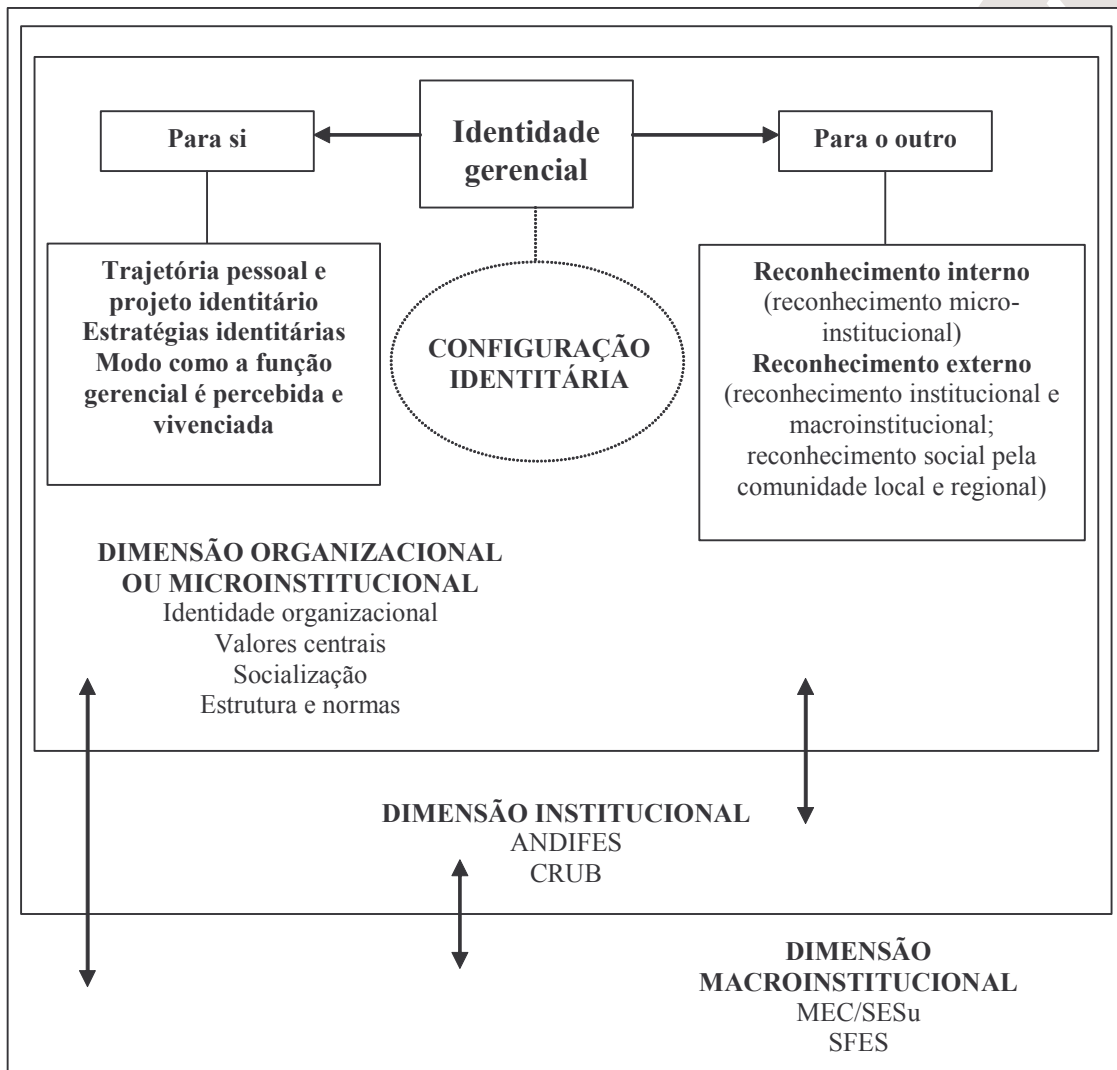 Para si
Identidade
gerencial
Para o outro
Trajetória pessoal e
projeto identitário
Estratégias identitárias
Modo como a função
gerencial é percebida e
vivenciada
CONFIGURAÇÃO
IDENTITÁRIA
Reconhecimento interno
(reconhecimento micro-
institucional)
Reconhecimento externo
(reconhecimento institucional e
macroinstitucional;
reconhecimento social pela
comunidade local e regional)
DIMENSÃO ORGANIZACIONAL
OU MICROINSTITUCIONAL
Identidade organizacional
Valores centrais
Socialização
Estrutura e normas
DIMENSÃO INSTITUCIONAL
ANDIFES
CRUB
DIMENSÃO
MACROINSTITUCIONAL
MEC/SESu
SFES